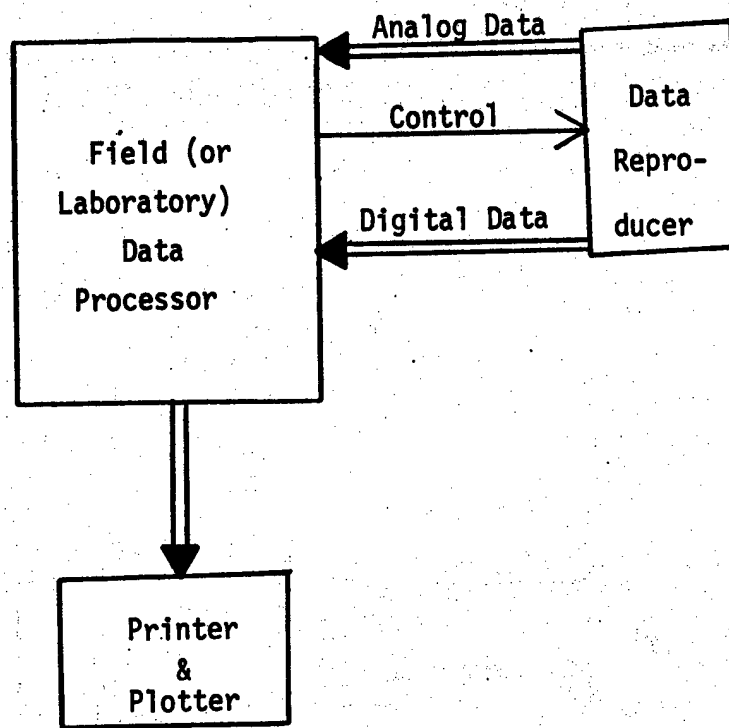 Analog Data
Control
Digital Data
Field (or
Laboratory)
Data
Processor
Data
Repro-
ducer
Printer
&
Plotter